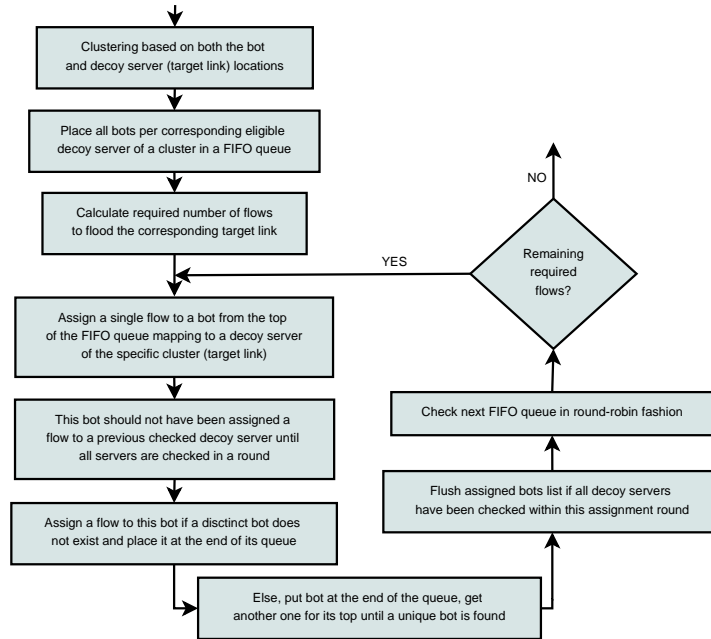 Clustering based on both the bot
and decoy server (target link) locations
Place all bots per corresponding eligible
decoy server of a cluster in a FIFO queue
Calculate required number of flows
to flood the corresponding target link
Assign a single flow to a bot from the top
of the FIFO queue mapping to a decoy server
of the specific cluster (target link)
This bot should not have been assigned a
flow to a previous checked decoy server until
all servers are checked in a round
Assign a flow to this bot if a disctinct bot does
not exist and place it at the end of its queue
Else, put bot at the end of the queue, get
another one for its top until a unique bot is found
Flush assigned bots list if all decoy servers
have been checked within this assignment round
Check next FIFO queue in round-robin fashion
Remaining
required
flows?
YES
NO